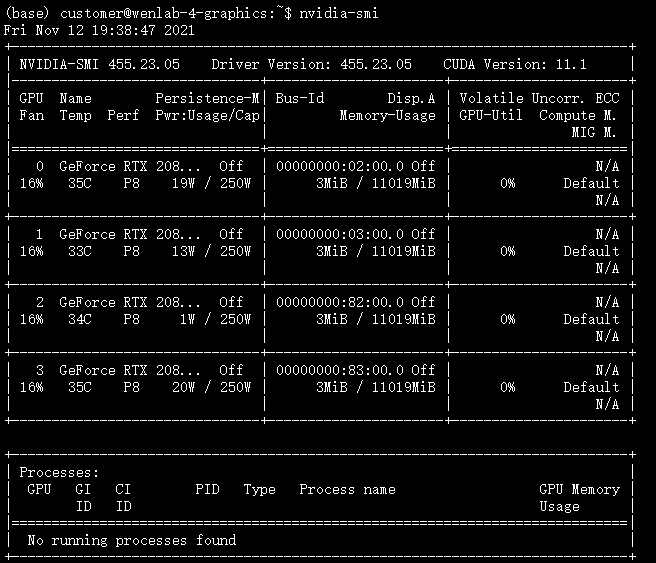 (base) customer@wenlab-4-graphics:~$ nvidia-smi
Fri Nov 12 19:38:47 2021
+-----------------------------------------------------------------------------+
| NVIDIA-SMI 455.23.05    Driver Version: 455.23.05    CUDA Version: 11.1     |
|-------------------------------+----------------------+----------------------+
| GPU  Name        Persistence-M| Bus-Id        Disp.A | Volatile Uncorr. ECC |
| Fan  Temp  Perf  Pwr:Usage/Cap|         Memory-Usage | GPU-Util  Compute M. |
|                               |                      |               MIG M. |
|===============================+======================+======================|
|   0  GeForce RTX 208...  Off  | 00000000:02:00.0 Off |                  N/A |
| 16%   35C    P8    19W / 250W |      3MiB / 11019MiB |      0%      Default |
|                               |                      |                  N/A |
+-------------------------------+----------------------+----------------------+
|   1  GeForce RTX 208...  Off  | 00000000:03:00.0 Off |                  N/A |
| 16%   33C    P8    13W / 250W |      3MiB / 11019MiB |      0%      Default |
|                               |                      |                  N/A |
+-------------------------------+----------------------+----------------------+
|   2  GeForce RTX 208...  Off  | 00000000:82:00.0 Off |                  N/A |
| 16%   34C    P8     1W / 250W |      3MiB / 11019MiB |      0%      Default |
|                               |                      |                  N/A |
+-------------------------------+----------------------+----------------------+
|   3  GeForce RTX 208...  Off  | 00000000:83:00.0 Off |                  N/A |
| 16%   35C    P8    20W / 250W |      3MiB / 11019MiB |      0%      Default |
|                               |                      |                  N/A |
+-------------------------------+----------------------+----------------------+

+-----------------------------------------------------------------------------+
| Processes:                                                                  |
|  GPU   GI   CI        PID   Type   Process name                  GPU Memory |
|        ID   ID                                                   Usage      |
|=============================================================================|
|  No running processes found                                                 |
+-----------------------------------------------------------------------------+